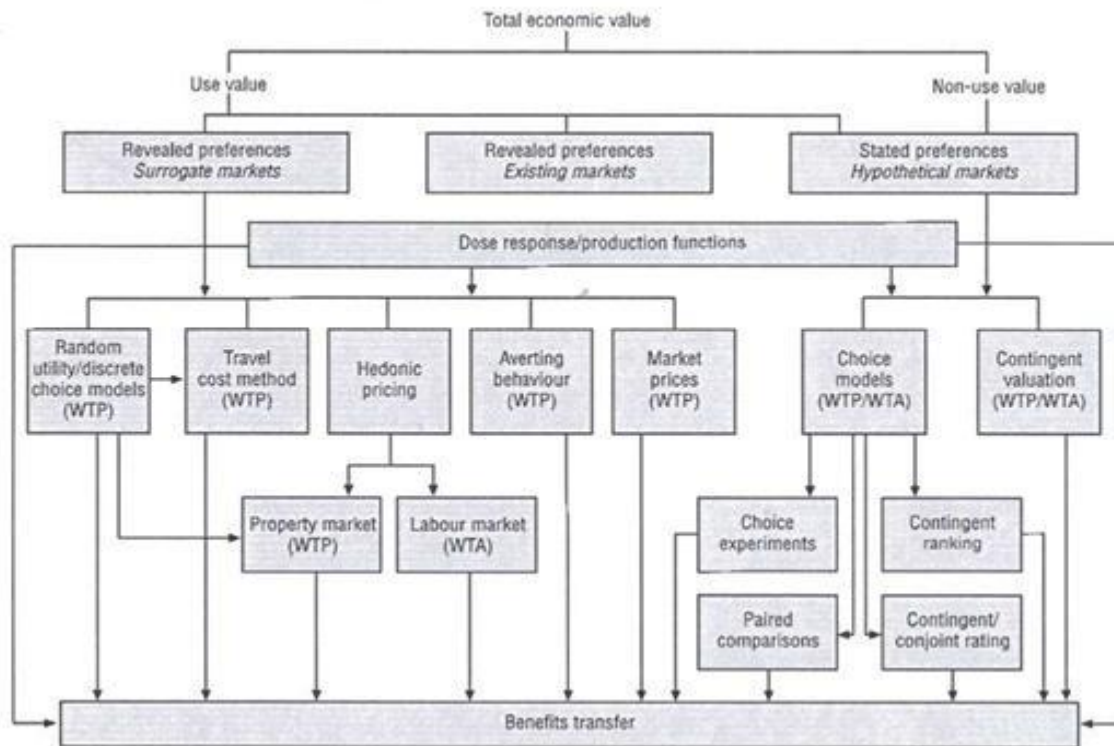 Total economic value
Use value
Non-use value
Revealed preferences
Surrogate markets
Revealed preferences
Existing markets
Stated preferences
Hypothetical markets
Dose response/production functions
Random
utility/discrete
choice models
(WTP)
Travel
cost method
(WTP)
Hedonic
pricing
Averting
behaviour
(WTP)
Market
prices
(WTP)
Choice
models
(WTP/WTA)
Contingent
valuation
(WTP/WTA)
Property market
(WTP)
Labour market
(WTA)
Choice
experiments
Contingent
ranking
Paired
comparisons
Contingent/
conjoint rating
Benefits transfer